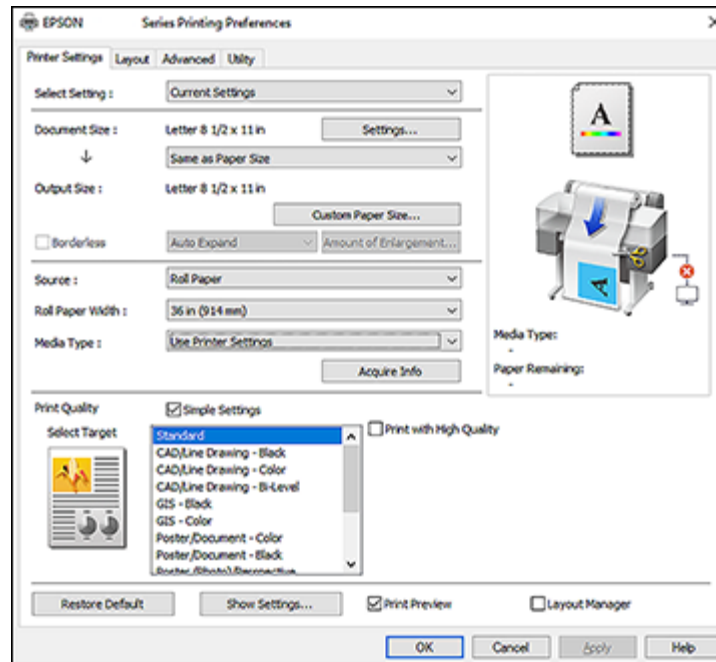 EPSON Series Printing Preferences
Printer Settings Layout Advanced Utility
Select Setting : Current Settings
Document Size : Letter 8 1/2 x 11 in Settings...
Same as Paper Size
Output Size : Letter 8 1/2 x 11 in
Custom Paper Size...
Borderless Auto Expand Amount of Enlargement...
Source : Roll Paper
Roll Paper Width : 36 in (914 mm)
Media Type : Use Printer Settings
Acquire Info
A
A
Media Type:
-
Paper Remaining:
-
Print Quality Simple Settings
Select Target
Standard
CAD/Line Drawing - Black
CAD/Line Drawing - Color
CAD/Line Drawing - Bi-Level
GIS - Black
GIS - Color
Poster/Document - Color
Poster/Document - Black
Poster (Photo)/Perspective
Print with High Quality
Restore Default Show Settings... Print Preview Layout Manager
OK Cancel Apply Help